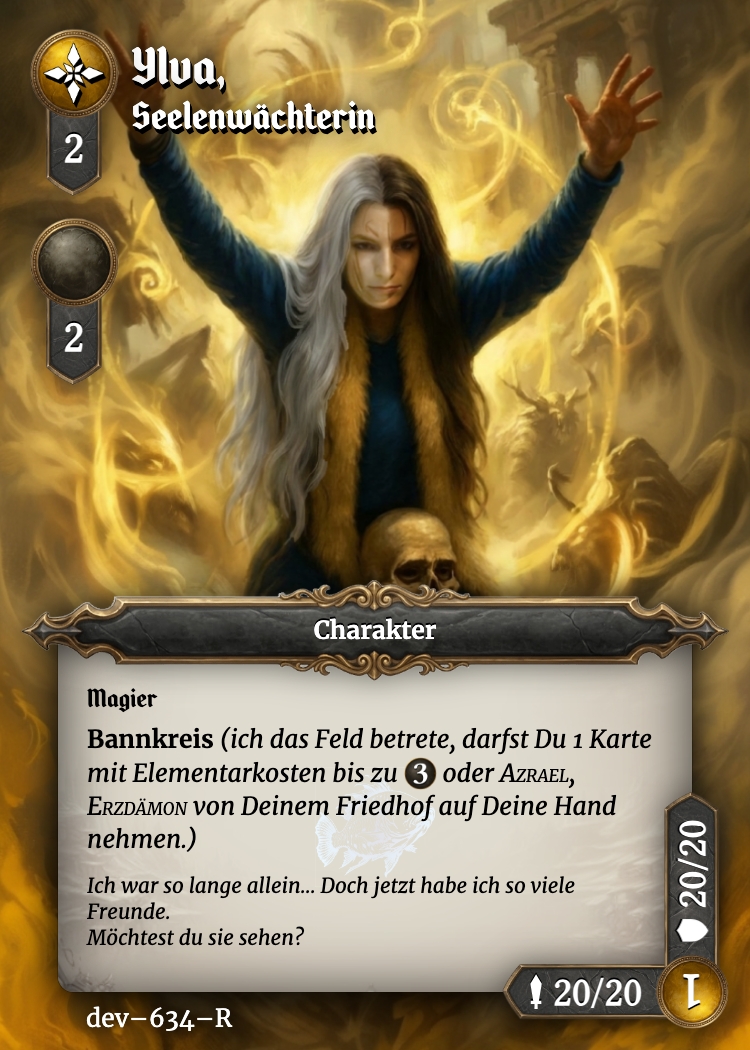 Ylva,
Seelenwächterin
2
2
Charakter
Magier
Bannkreis (ich das Feld betrete, darfst Du 1 Karte
mit Elementarkosten bis zu 3 oder Azrael,
Erzdämon von Deinem Friedhof auf Deine Hand
nehmen.)
Ich war so lange allein... Doch jetzt habe ich so viele
Freunde.
Möchtest du sie sehen?
20/20
20/20
1
dev–634–R